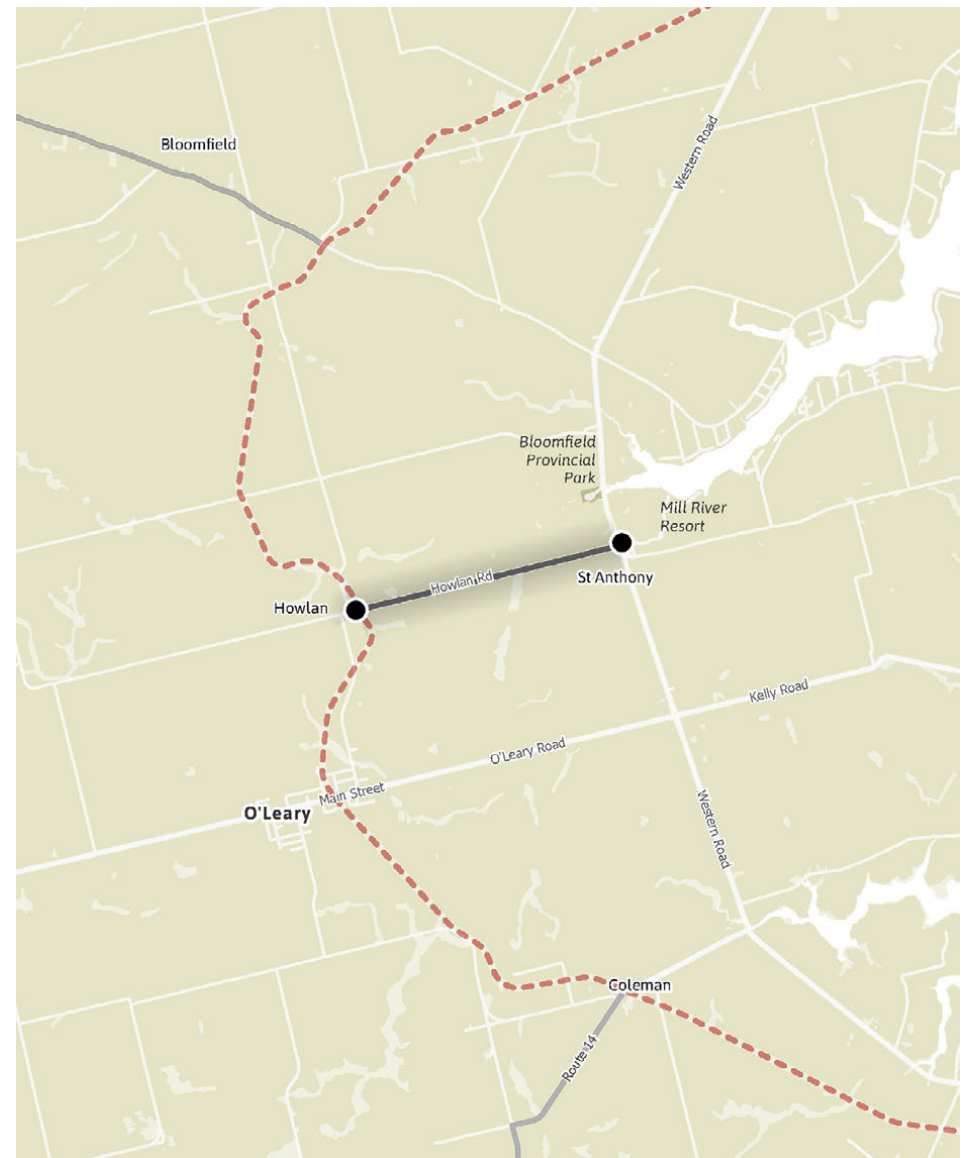 Bloomfield
Western Road
Bloomfield
Provincial
Park
Mill River
Resort
Howlan Rd
St Anthony
Howlan
Kelly Road
O'Leary Road
Main Street
O'Leary
Western Road
Coleman
Route 14